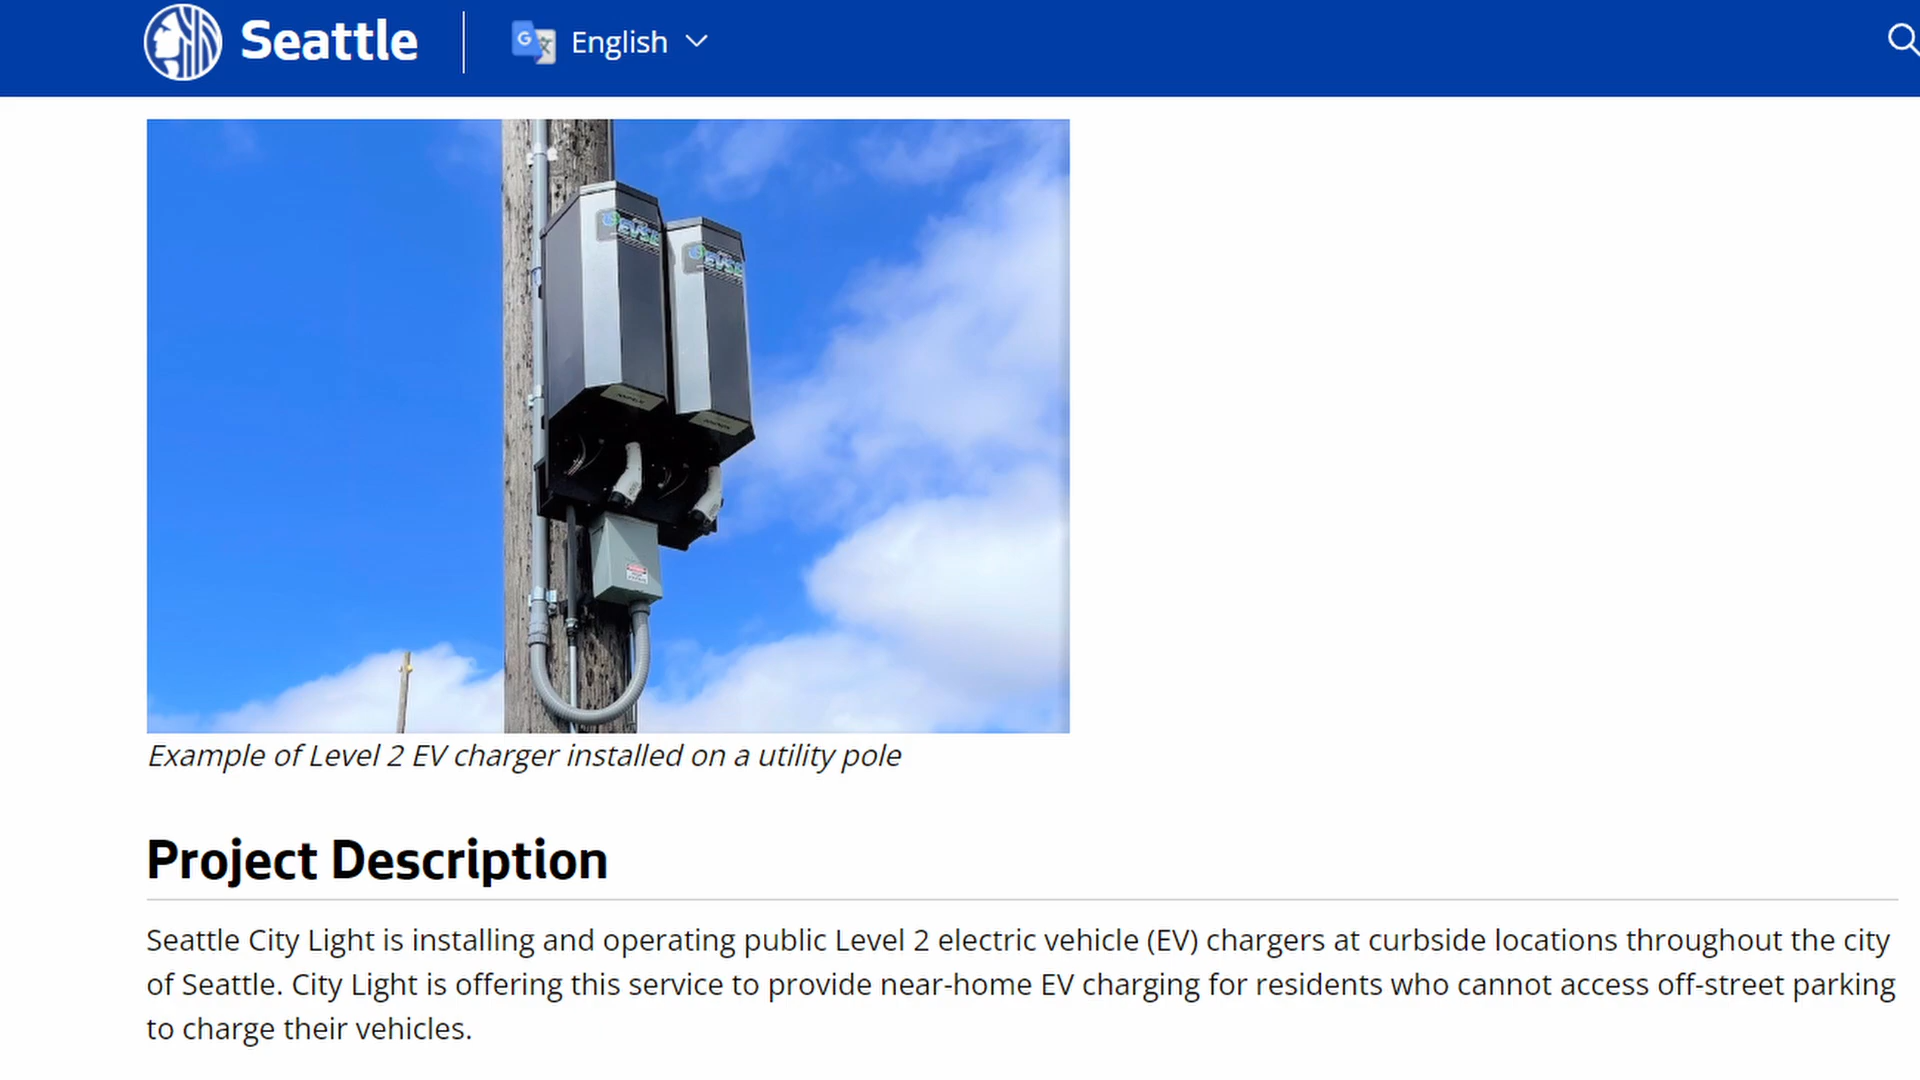 Seattle
English
EVSE
EVSE
Example of Level 2 EV charger installed on a utility pole
Project Description
Seattle City Light is installing and operating public Level 2 electric vehicle (EV) chargers at curbside locations throughout the city
of Seattle. City Light is offering this service to provide near-home EV charging for residents who cannot access off-street parking
to charge their vehicles.